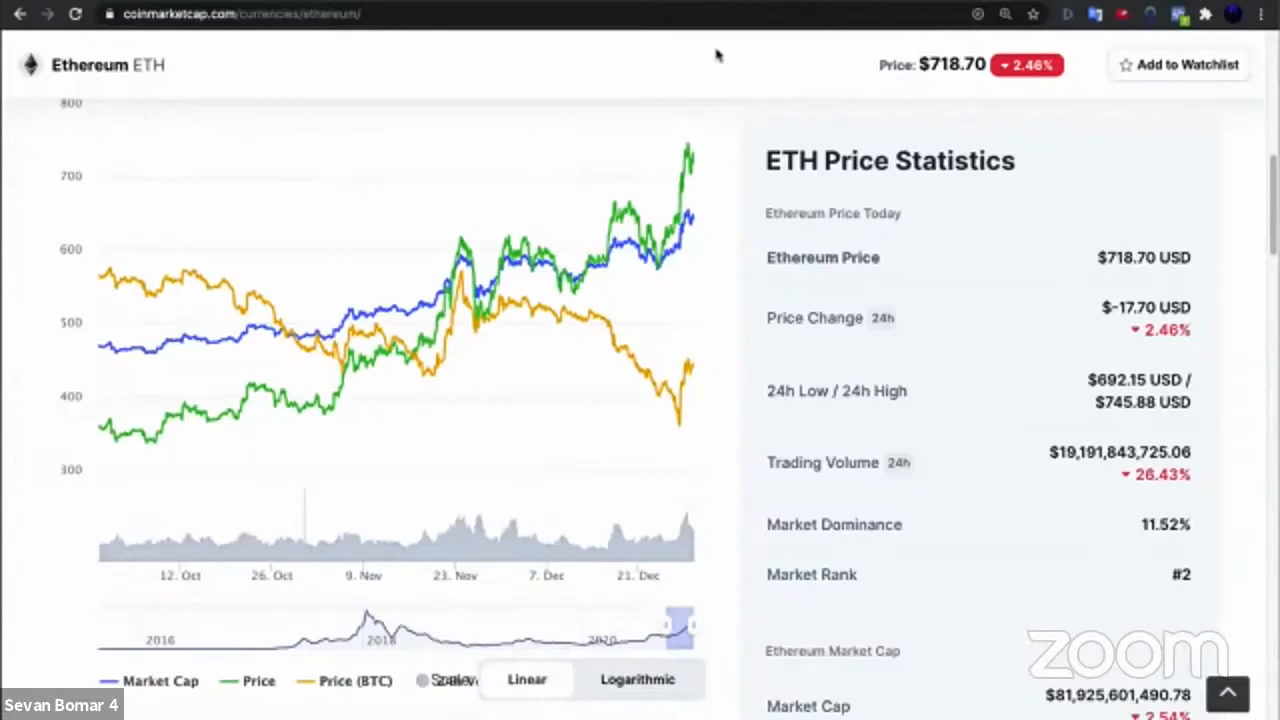 coinmarketcap.com/currencies/ethereum/
Ethereum ETH
Price: $718.70 2.46%
Add to Watchlist
800
700
600
500
400
300
12. Oct 26. Oct 9. Nov 23. Nov 7. Dec 21. Dec
2016 2018 2020
Market Cap Price Price (BTC)
Linear Logarithmic
ETH Price Statistics
Ethereum Price Today
Ethereum Price $718.70 USD
Price Change 24h $-17.70 USD
2.46%
24h Low / 24h High $692.15 USD /
$745.88 USD
Trading Volume 24h $19,191,843,725.06
26.43%
Market Dominance 11.52%
Market Rank #2
Ethereum Market Cap
Market Cap $81,925,601,490.78
2.54%
zoom
Sevan Bomar 4